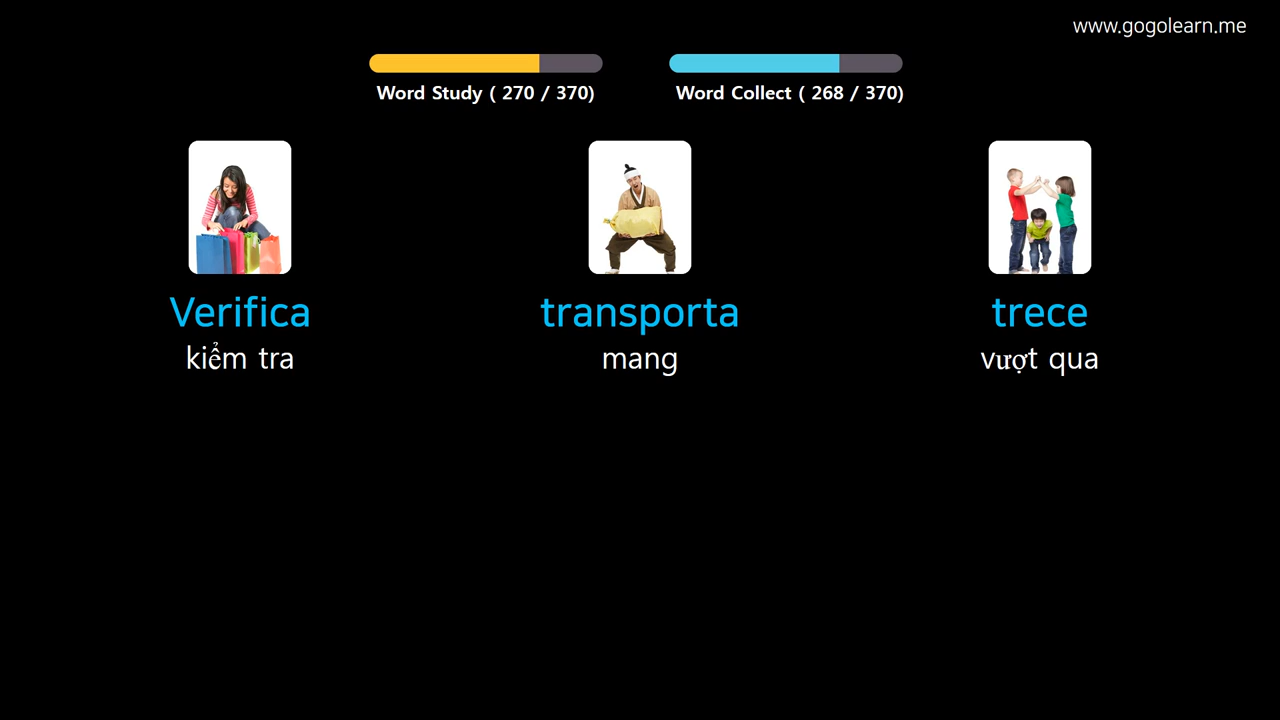 www.gogolearn.me
Word Study ( 270 / 370)
Word Collect ( 268 / 370)
Verifica
kiểm tra
transporta
mang
trece
vượt qua